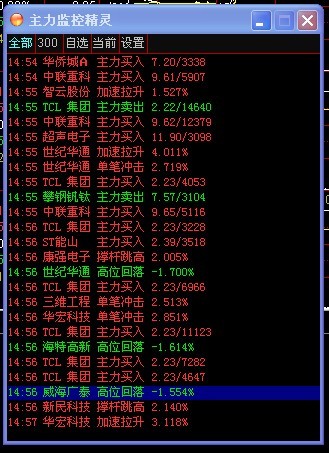 主力监控精灵
全部 300 自选 当前 设置
14:54 华侨城A 主力买入 7.20/3338
14:54 中联重科 主力买入 9.61/5907
14:55 智云股份 加速拉升 1.527%
14:55 TCL 集团 主力卖出 2.22/14640
14:55 中联重科 主力买入 9.62/12379
14:55 超声电子 主力买入 11.90/3098
14:55 世纪华通 加速拉升 4.011%
14:55 世纪华通 单笔冲击 2.719%
14:55 TCL 集团 主力买入 2.23/4053
14:55 攀钢钒钛 主力卖出 7.57/3104
14:55 中联重科 主力买入 9.65/5116
14:56 TCL 集团 主力买入 2.23/3228
14:56 ST能山 主力买入 2.39/3518
14:56 康强电子 撑杆跳高 2.005%
14:56 世纪华通 高位回落 -1.700%
14:56 TCL 集团 主力买入 2.23/6966
14:56 三维工程 单笔冲击 2.513%
14:56 华宏科技 单笔冲击 2.851%
14:56 TCL 集团 主力买入 2.23/11123
14:56 海特高新 高位回落 -1.614%
14:56 TCL 集团 主力买入 2.23/7282
14:56 TCL 集团 主力买入 2.23/4647
14:56 威海广泰 高位回落 -1.554%
14:56 新民科技 撑杆跳高 2.140%
14:57 华宏科技 加速拉升 3.118%